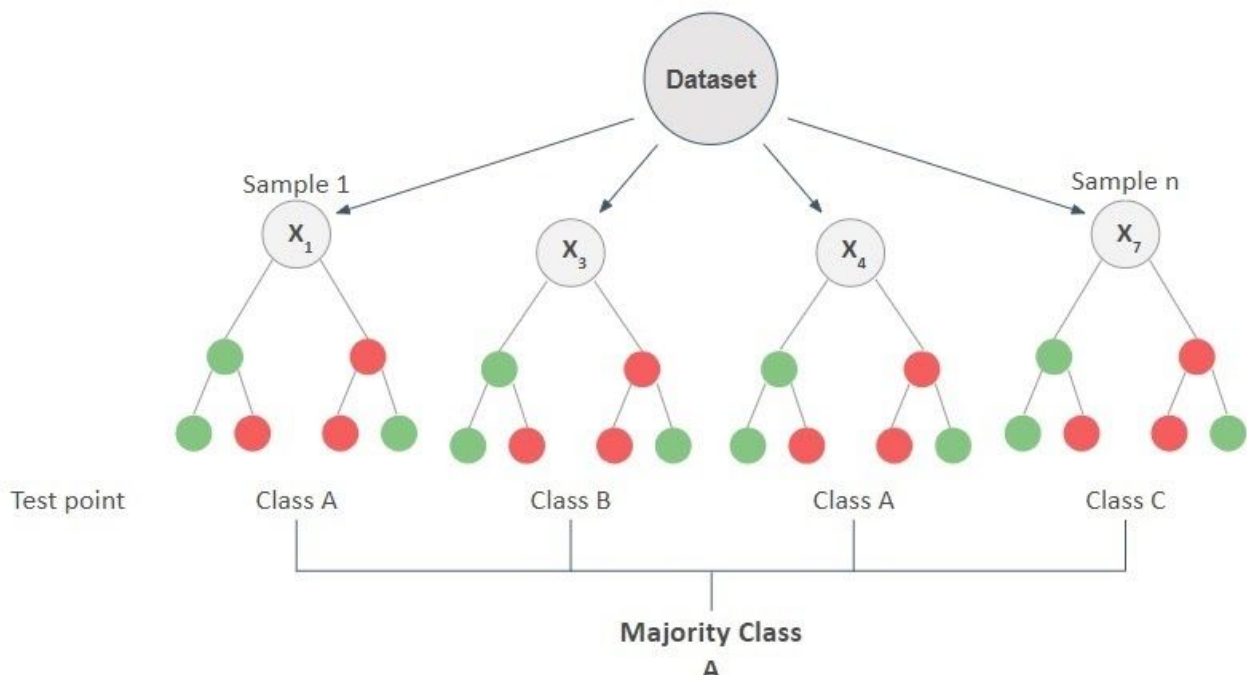 Dataset
Sample 1
Sample n
X₁
X₃
X₄
X₇
Test point
Class A
Class B
Class A
Class C
Majority Class
A